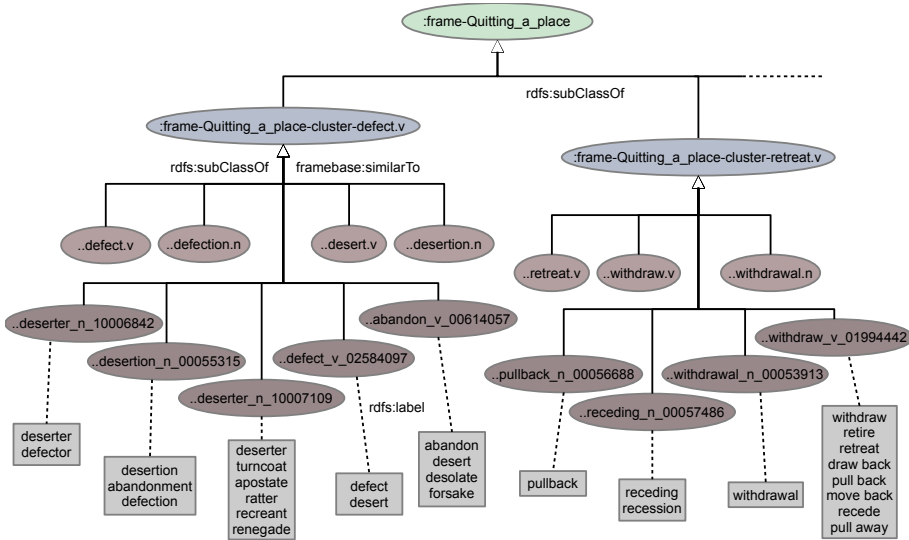 :frame-Quitting_a_place
rdfs:subClassOf
:frame-Quitting_a_place-cluster-defect.v
:frame-Quitting_a_place-cluster-retreat.v
rdfs:subClassOf
framebase:similarTo
..defect.v
..defection.n
..desert.v
..desertion.n
..retreat.v
..withdraw.v
..withdrawal.n
..deserter_n_10006842
..desertion_n_00055315
..deserter_n_10007109
..defect_v_02584097
..abandon_v_00614057
..pullback_n_00056688
..receding_n_00057486
..withdrawal_n_00053913
..withdraw_v_01994442
rdfs:label
deserter
defector
desertion
abandonment
defection
deserter
turncoat
apostate
ratter
recreant
renegade
defect
desert
abandon
desert
desolate
forsake
pullback
receding
recession
withdrawal
withdraw
retire
retreat
draw back
pull back
move back
recede
pull away